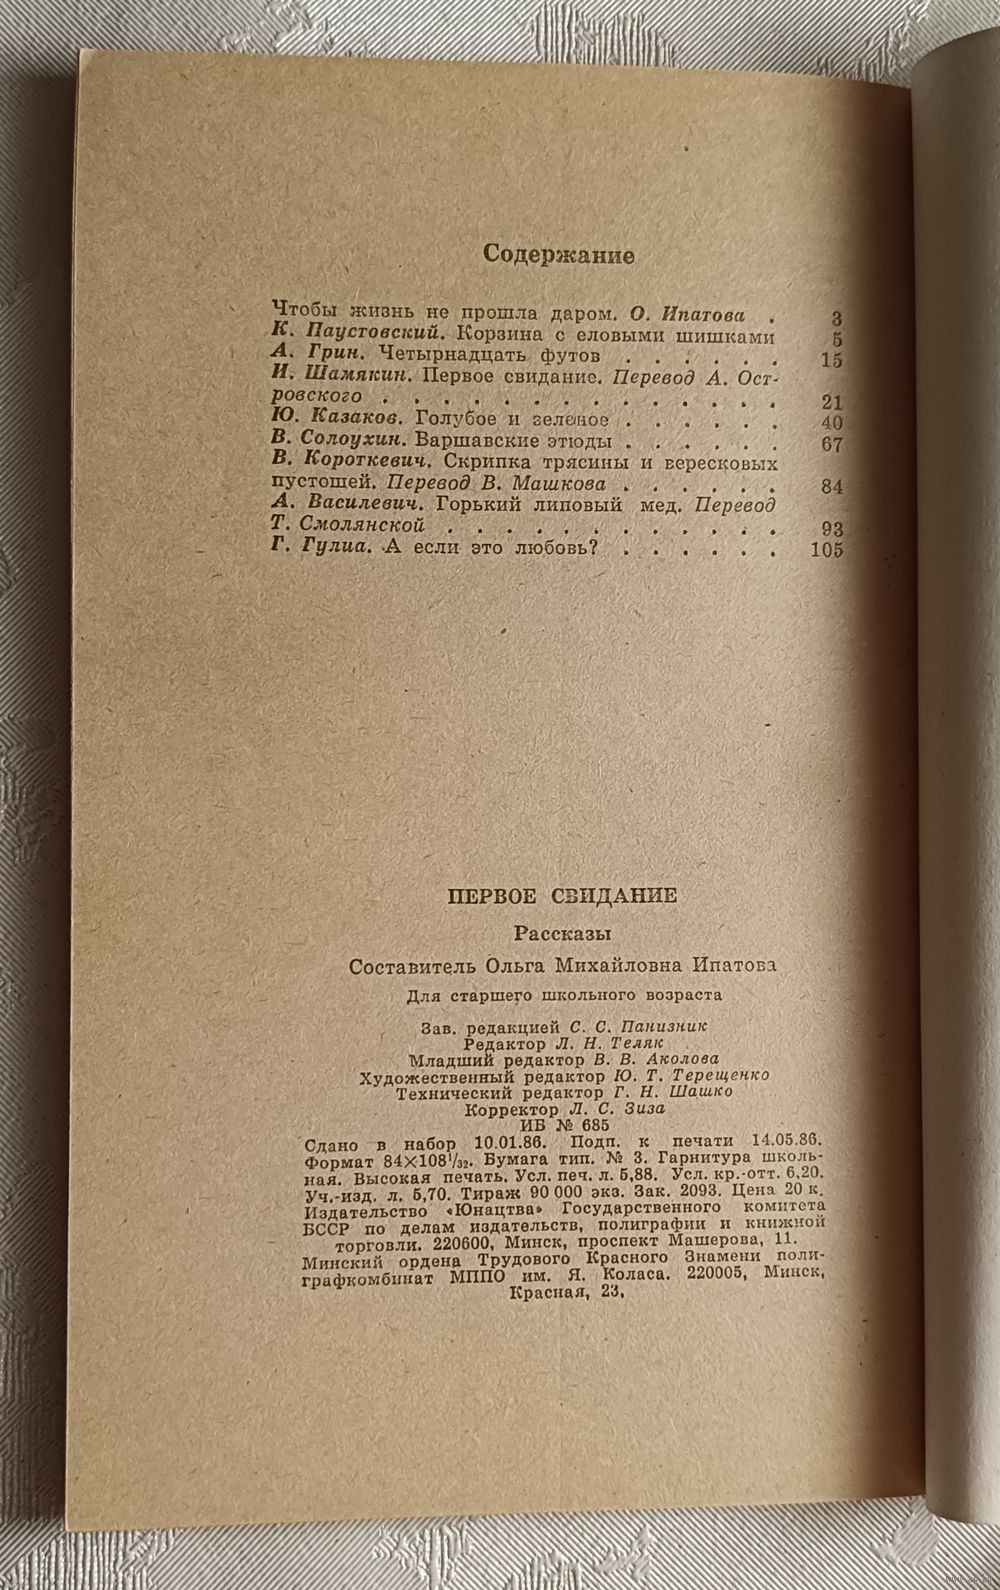 Содержание
Чтобы жизнь не прошла даром. О. Ипатова . 3
К. Паустовский. Корзина с еловыми шишками 5
А. Грин. Четырнадцать футов . . . . . . 15
И. Шамякин. Первое свидание. Перевод А. Ост-
ровского . . . . . . . . . . . . . . 21
Ю. Казаков. Голубое и зеленое . . . . . . 40
В. Солоухин. Варшавские этюды . . . . . . 67
В. Короткевич. Скрипка трясины и вересковых
пустошей. Перевод В. Машкова . . . . . . 84
А. Василевич. Горький липовый мед. Перевод
Т. Смолянской . . . . . . . . . . . . 93
Г. Гулиа. А если это любовь? . . . . . . 105
ПЕРВОЕ СВИДАНИЕ
Рассказы
Составитель Ольга Михайловна Ипатова
Для старшего школьного возраста
Зав. редакцией С. С. Панизник
Редактор Л. Н. Теляк
Младший редактор В. В. Аколова
Художественный редактор Ю. Т. Терещенко
Технический редактор Г. Н. Шашко
Корректор Л. С. Зиза
ИБ № 685
Сдано в набор 10.01.86. Подп. к печати 14.05.86.
Формат 84×108¹/₃₂. Бумага тип. № 3. Гарнитура школь-
ная. Высокая печать. Усл. печ. л. 5,88. Усл. кр.-отт. 6,20.
Уч.-изд. л. 5,70. Тираж 90 000 экз. Зак. 2093. Цена 20 к.
Издательство «Юнацтва» Государственного комитета
БССР по делам издательств, полиграфии и книжной
торговли. 220600, Минск, проспект Машерова, 11.
Минский ордена Трудового Красного Знамени поли-
графкомбинат МППО им. Я. Коласа. 220005, Минск,
Красная, 23.